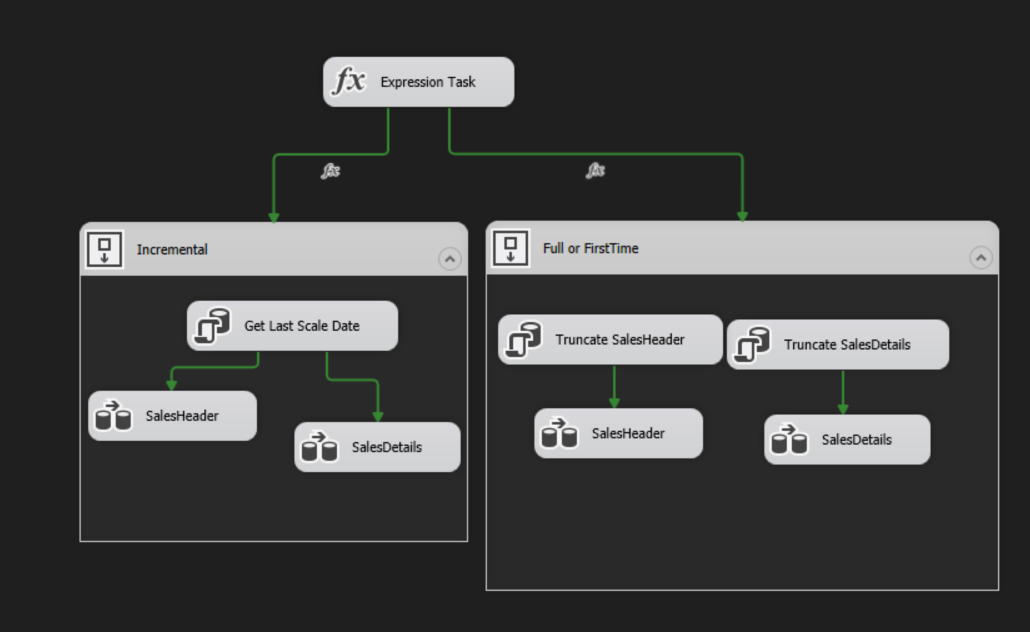 fx Expression Task
fx
fx
Incremental
Full or FirstTime
Get Last Scale Date
SalesHeader
SalesDetails
Truncate SalesHeader
Truncate SalesDetails
SalesHeader
SalesDetails